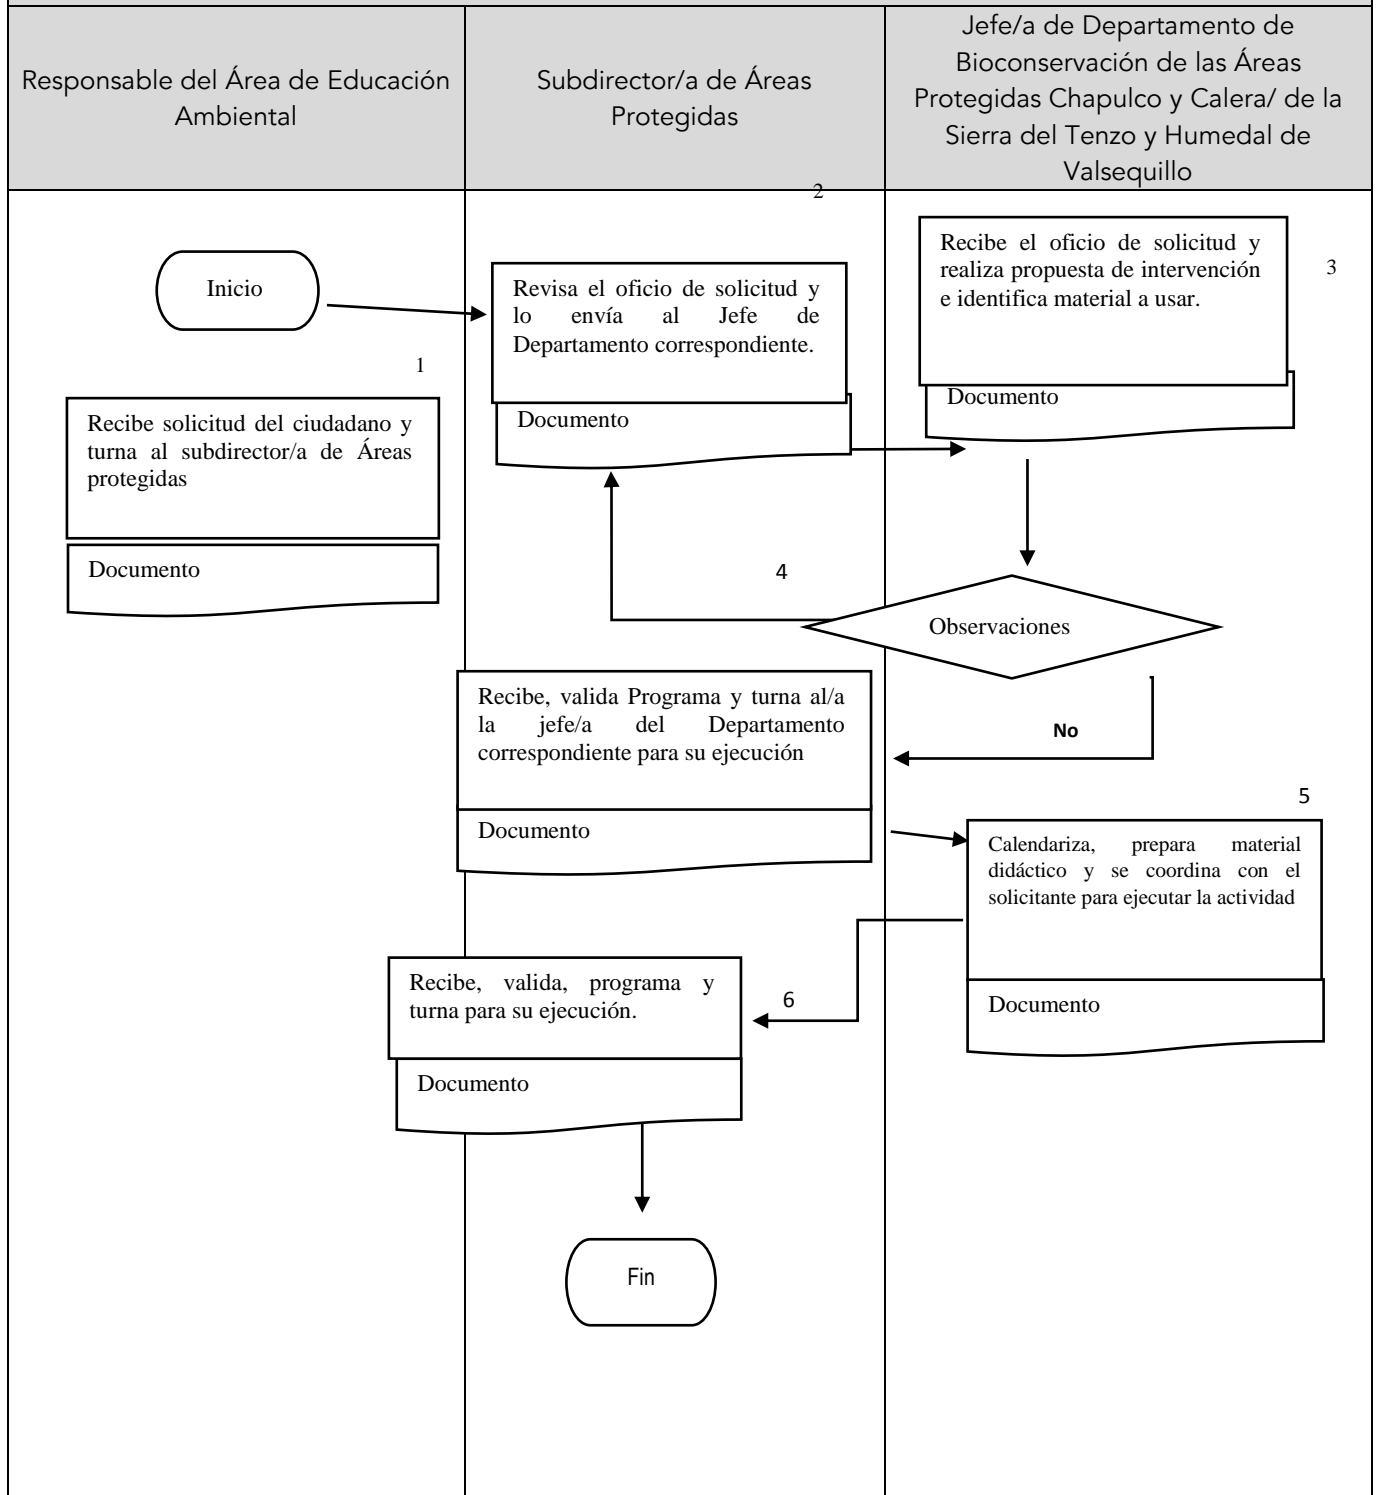 Responsable del Área de Educación
Ambiental
Subdirector/a de Áreas
Protegidas
Jefe/a de Departamento de
Bioconservación de las Áreas
Protegidas Chapulco y Calera/ de la
Sierra del Tenzo y Humedal de
Valsequillo
Inicio
1
Recibe solicitud del ciudadano y
turna al subdirector/a de Áreas
protegidas
Documento
2
Revisa el oficio de solicitud y
lo envía al Jefe de
Departamento correspondiente.
Documento
3
Recibe el oficio de solicitud y
realiza propuesta de intervención
e identifica material a usar.
Documento
4
Observaciones
No
Recibe, valida Programa y turna al/a
la jefe/a del Departamento
correspondiente para su ejecución
Documento
5
Calendariza, prepara material
didáctico y se coordina con el
solicitante para ejecutar la actividad
Documento
6
Recibe, valida, programa y
turna para su ejecución.
Documento
Fin